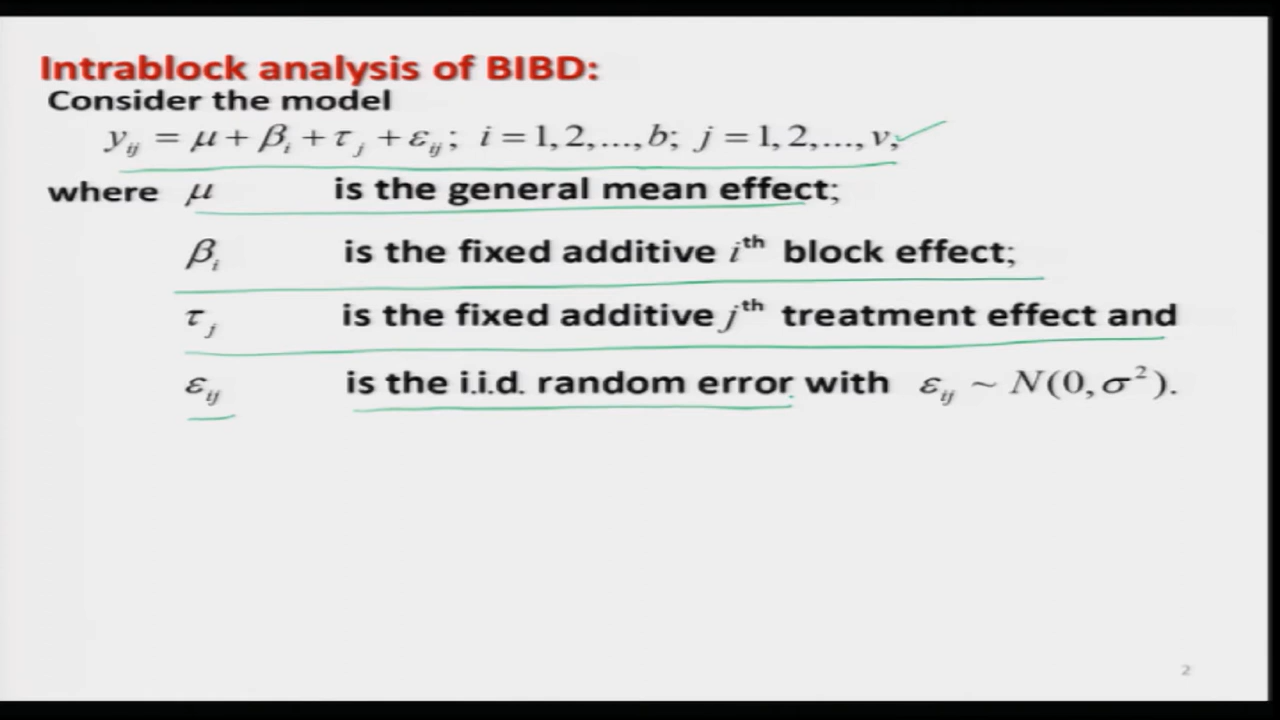 Intrablock analysis of BIBD:
Consider the model
y_ij = μ + β_i + τ_j + ε_ij; i = 1, 2, ..., b; j = 1, 2, ..., v;
where μ is the general mean effect;
β_i is the fixed additive i^th block effect;
τ_j is the fixed additive j^th treatment effect and
ε_ij is the i.i.d. random error with ε_ij ~ N(0, σ²).
2